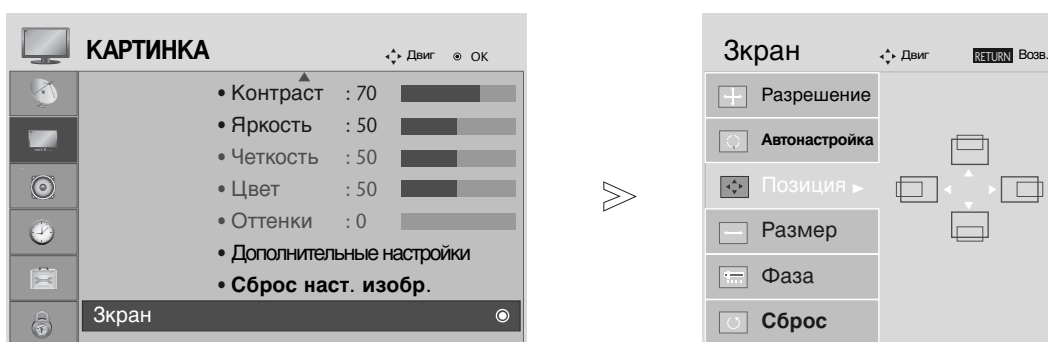 КАРТИНКА
Двиг ОК
• Контраст : 70
• Яркость : 50
• Четкость : 50
• Цвет : 50
• Оттенки : 0
• Дополнительные настройки
• Сброс наст. изобр.
Зкран
Зкран
Двиг RETURN Возв.
Разрешение
Автонастройка
Позиция ►
Размер
Фаза
Сброс